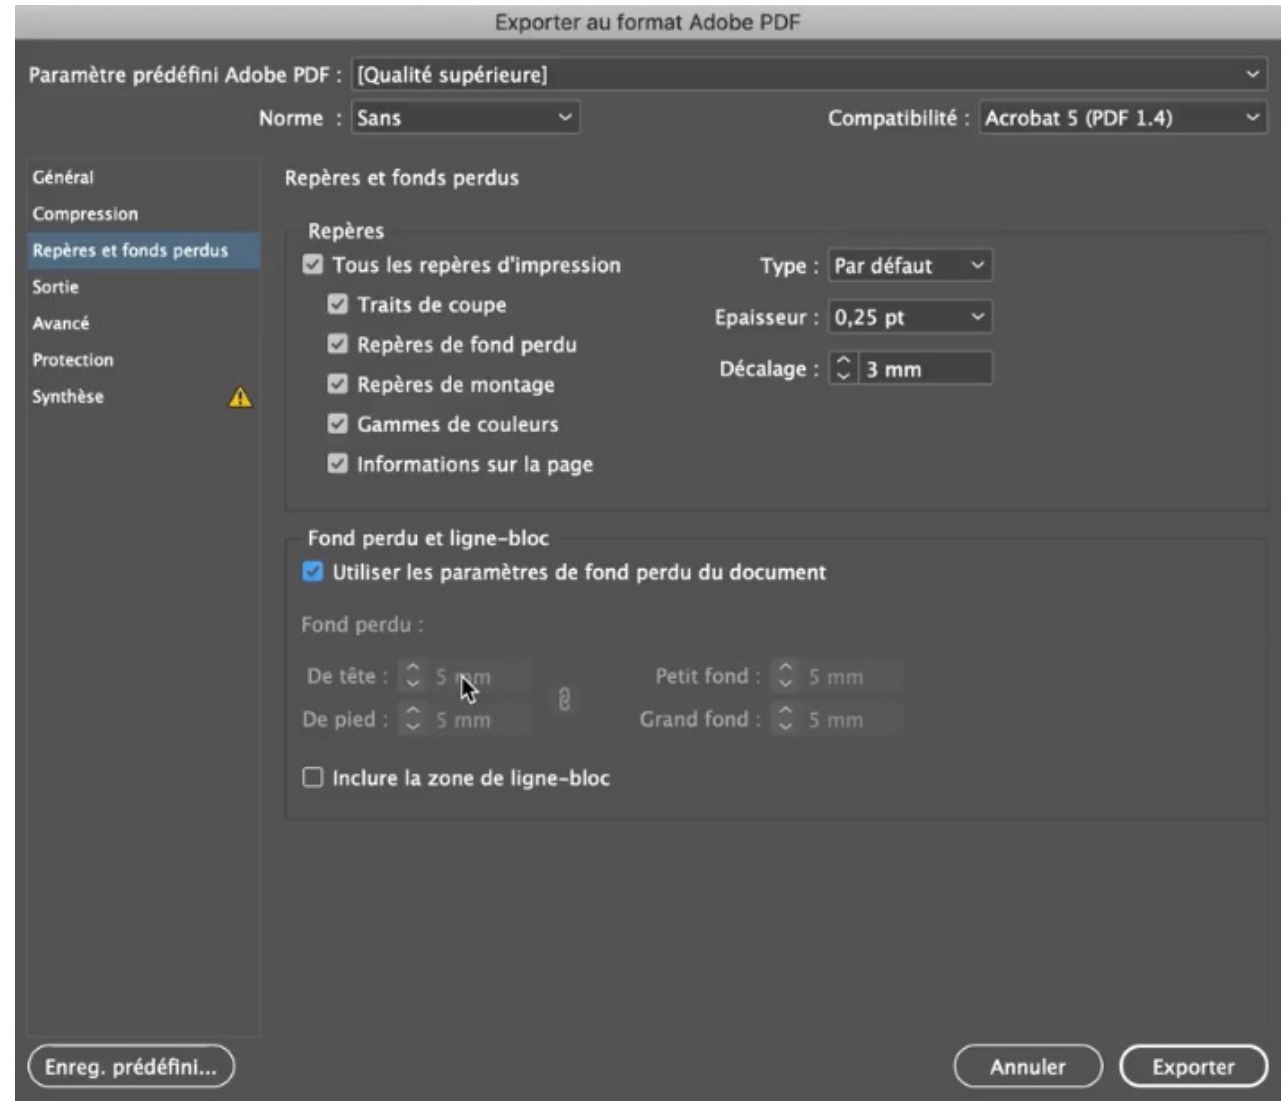 Exporter au format Adobe PDF
Paramètre prédéfini Adobe PDF : [Qualité supérieure]
Norme : Sans Compatibilité : Acrobat 5 (PDF 1.4)
Général
Compression
Repères et fonds perdus
Sortie
Avancé
Protection
Synthèse
Repères et fonds perdus
Repères
Tous les repères d'impression
Traits de coupe
Repères de fond perdu
Repères de montage
Gammes de couleurs
Informations sur la page
Type : Par défaut
Epaisseur : 0,25 pt
Décalage : 3 mm
Fond perdu et ligne-bloc
Utiliser les paramètres de fond perdu du document
Fond perdu :
De tête : 5 mm Petit fond : 5 mm
De pied : 5 mm Grand fond : 5 mm
Inclure la zone de ligne-bloc
Enreg. prédéfini... Annuler Exporter